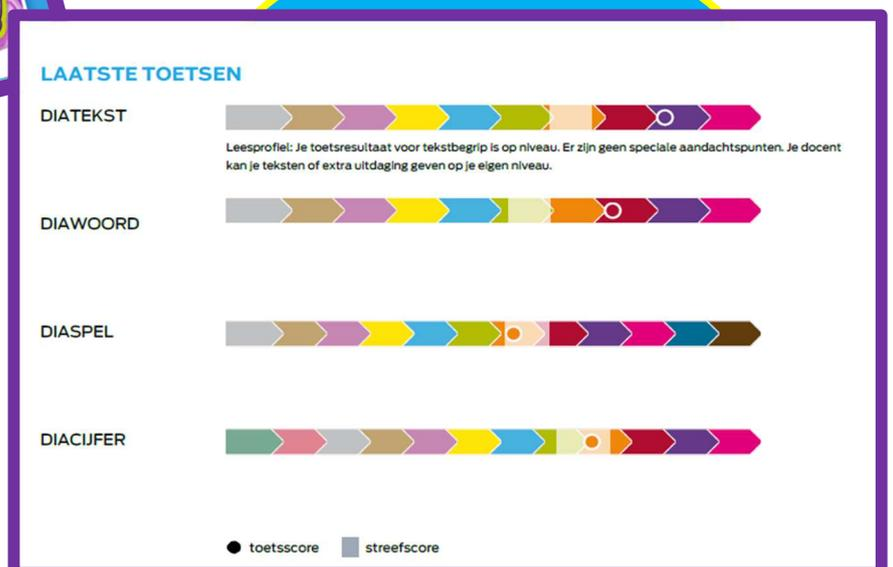 LAATSTE TOETSEN
DIATEKST
Leesprofiel: Je toetsresultaat voor tekstbegrip is op niveau. Er zijn geen speciale aandachtspunten. Je docent
kan je teksten of extra uitdaging geven op je eigen niveau.
DIAWOORD
DIASPEL
DIACIJFER
toetsscore streefscore